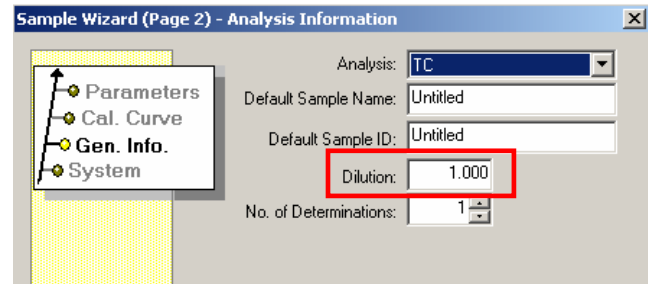 Sample Wizard (Page 2) - Analysis Information
Parameters
Cal. Curve
Gen. Info.
System
Analysis: TC
Default Sample Name: Untitled
Default Sample ID: Untitled
Dilution: 1.000
No. of Determinations: 1